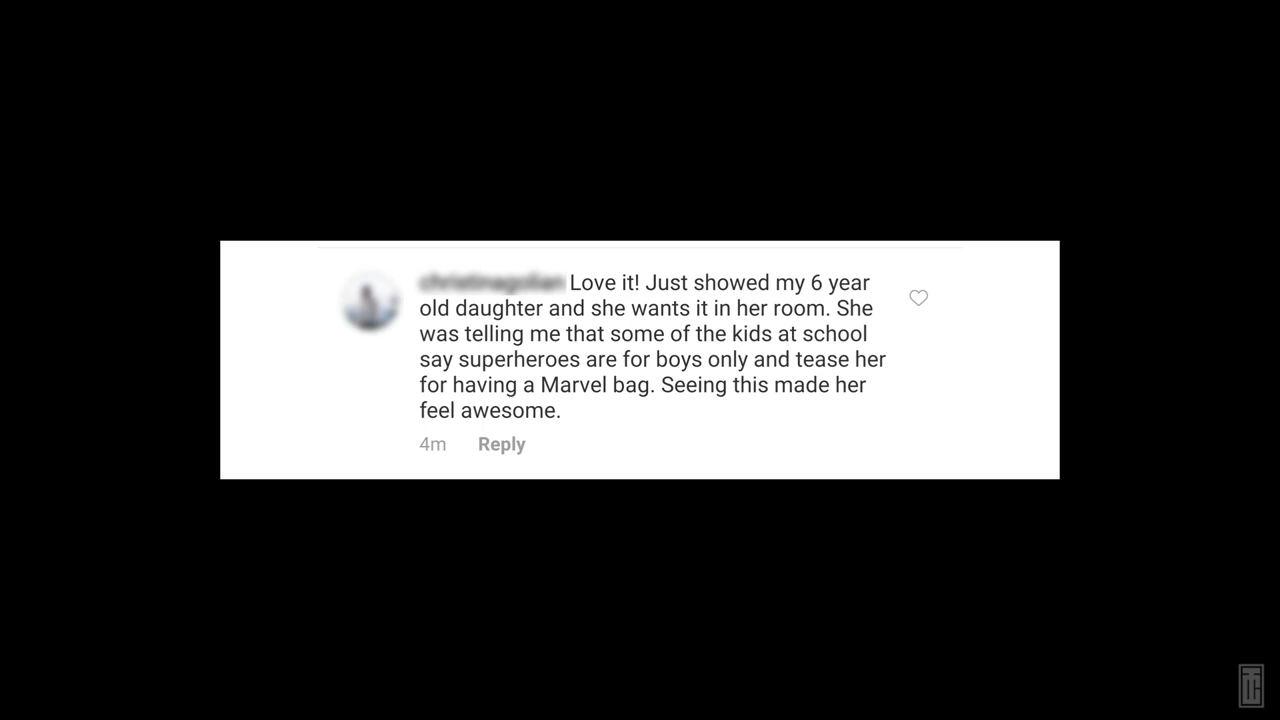 Love it! Just showed my 6 year
old daughter and she wants it in her room. She
was telling me that some of the kids at school
say superheroes are for boys only and tease her
for having a Marvel bag. Seeing this made her
feel awesome.
4m Reply